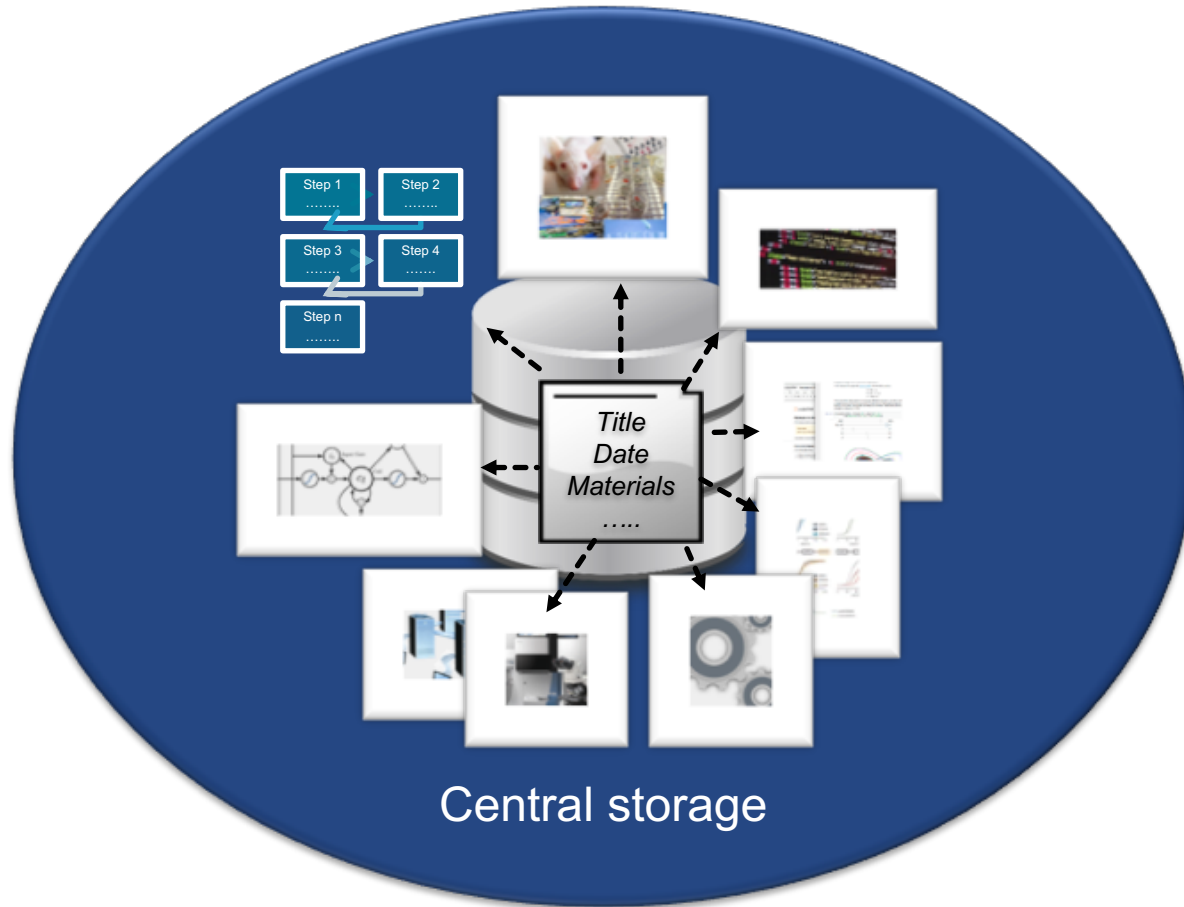 Step 1
........
Step 2
........
Step 3
........
Step 4
.......
Step n
........
Title
Date
Materials
.....
Central storage